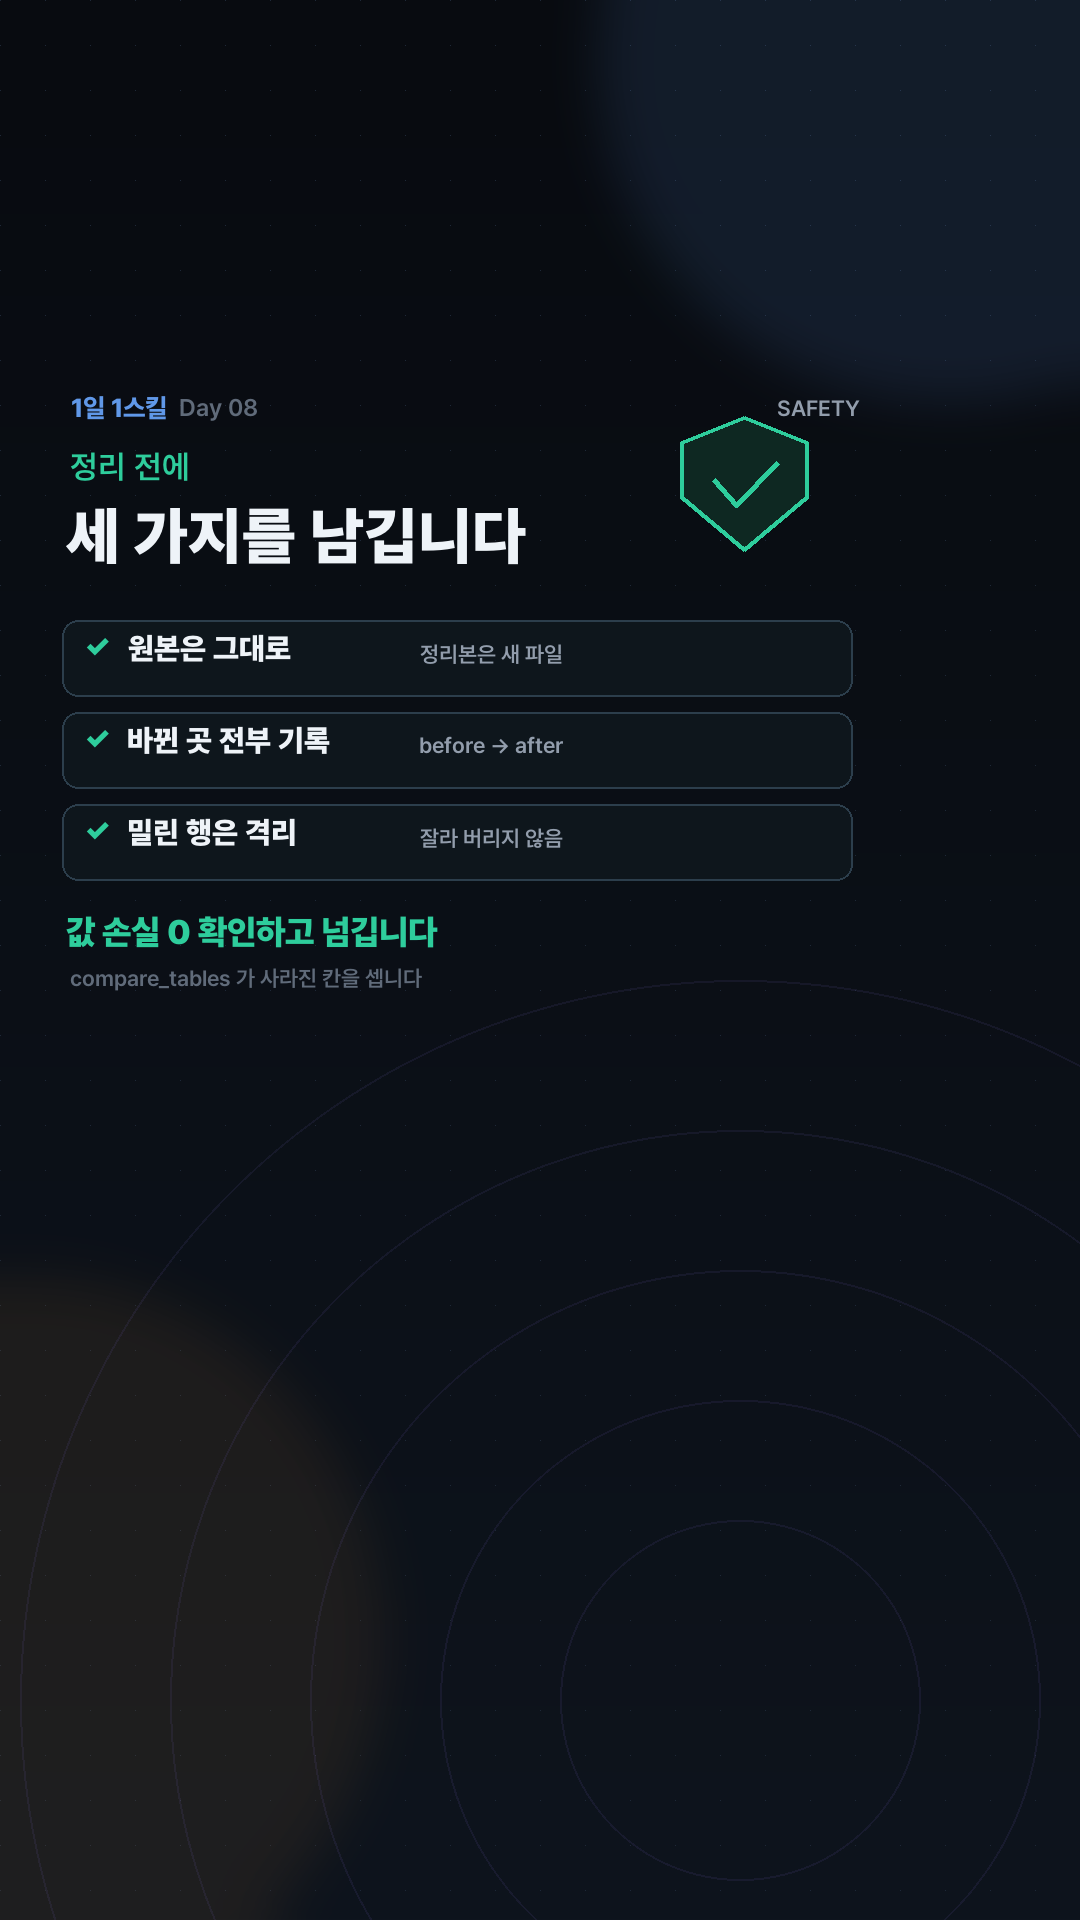 1일 1스킬 Day 08
SAFETY
정리 전에
세 가지를 남깁니다
원본은 그대로 정리본은 새 파일
바뀐 곳 전부 기록 before → after
밀린 행은 격리 잘라 버리지 않음
값 손실 0 확인하고 넘깁니다
compare_tables 가 사라진 칸을 셉니다